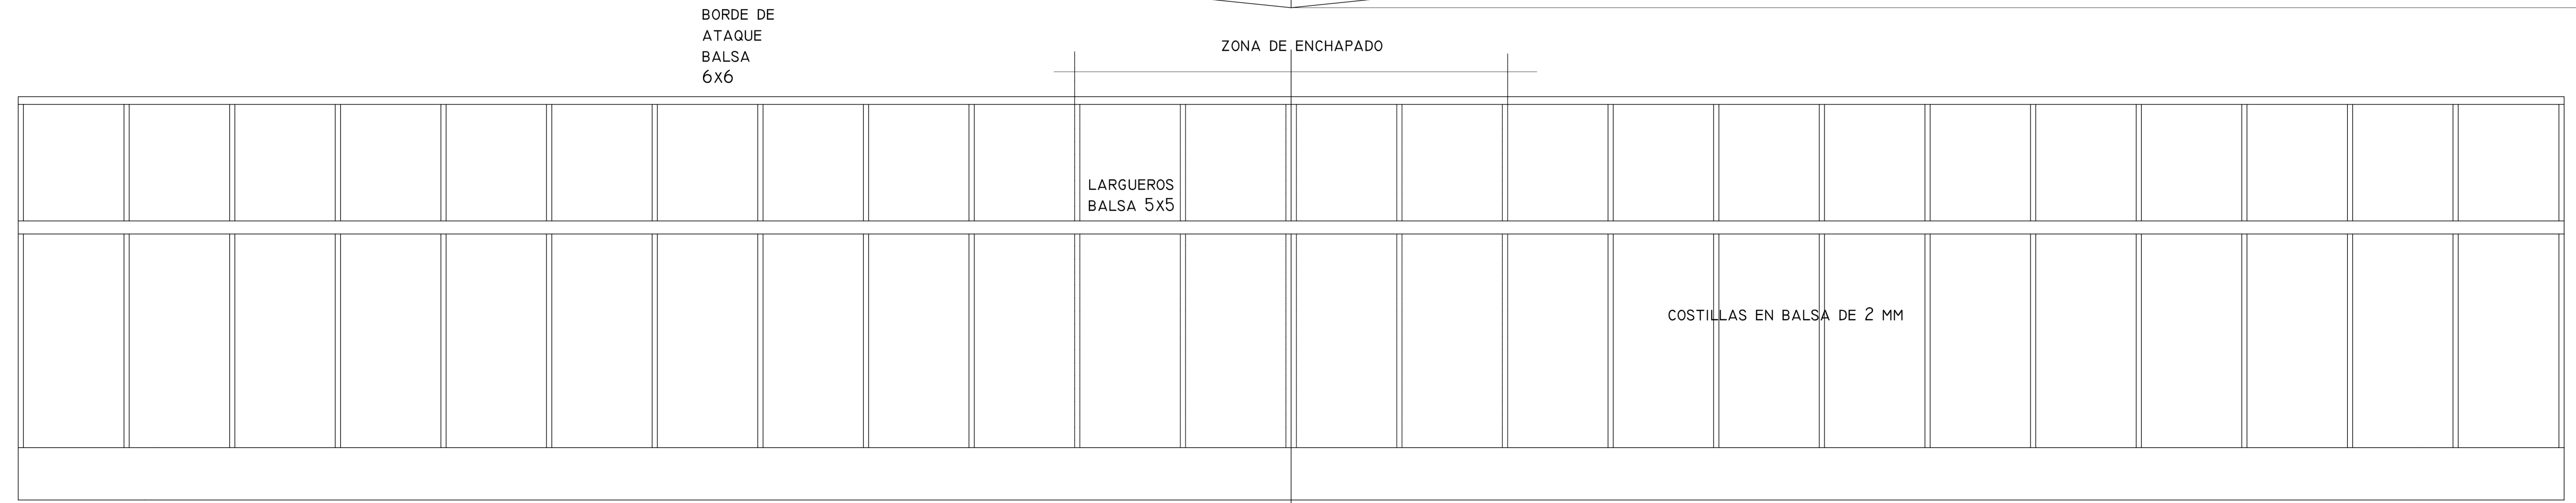 BORDE DE
ATAQUE
BALSA
6X6
ZONA DE ENCHAPADO
LARGUEROS
BALSA 5X5
COSTILLAS EN BALSA DE 2 MM